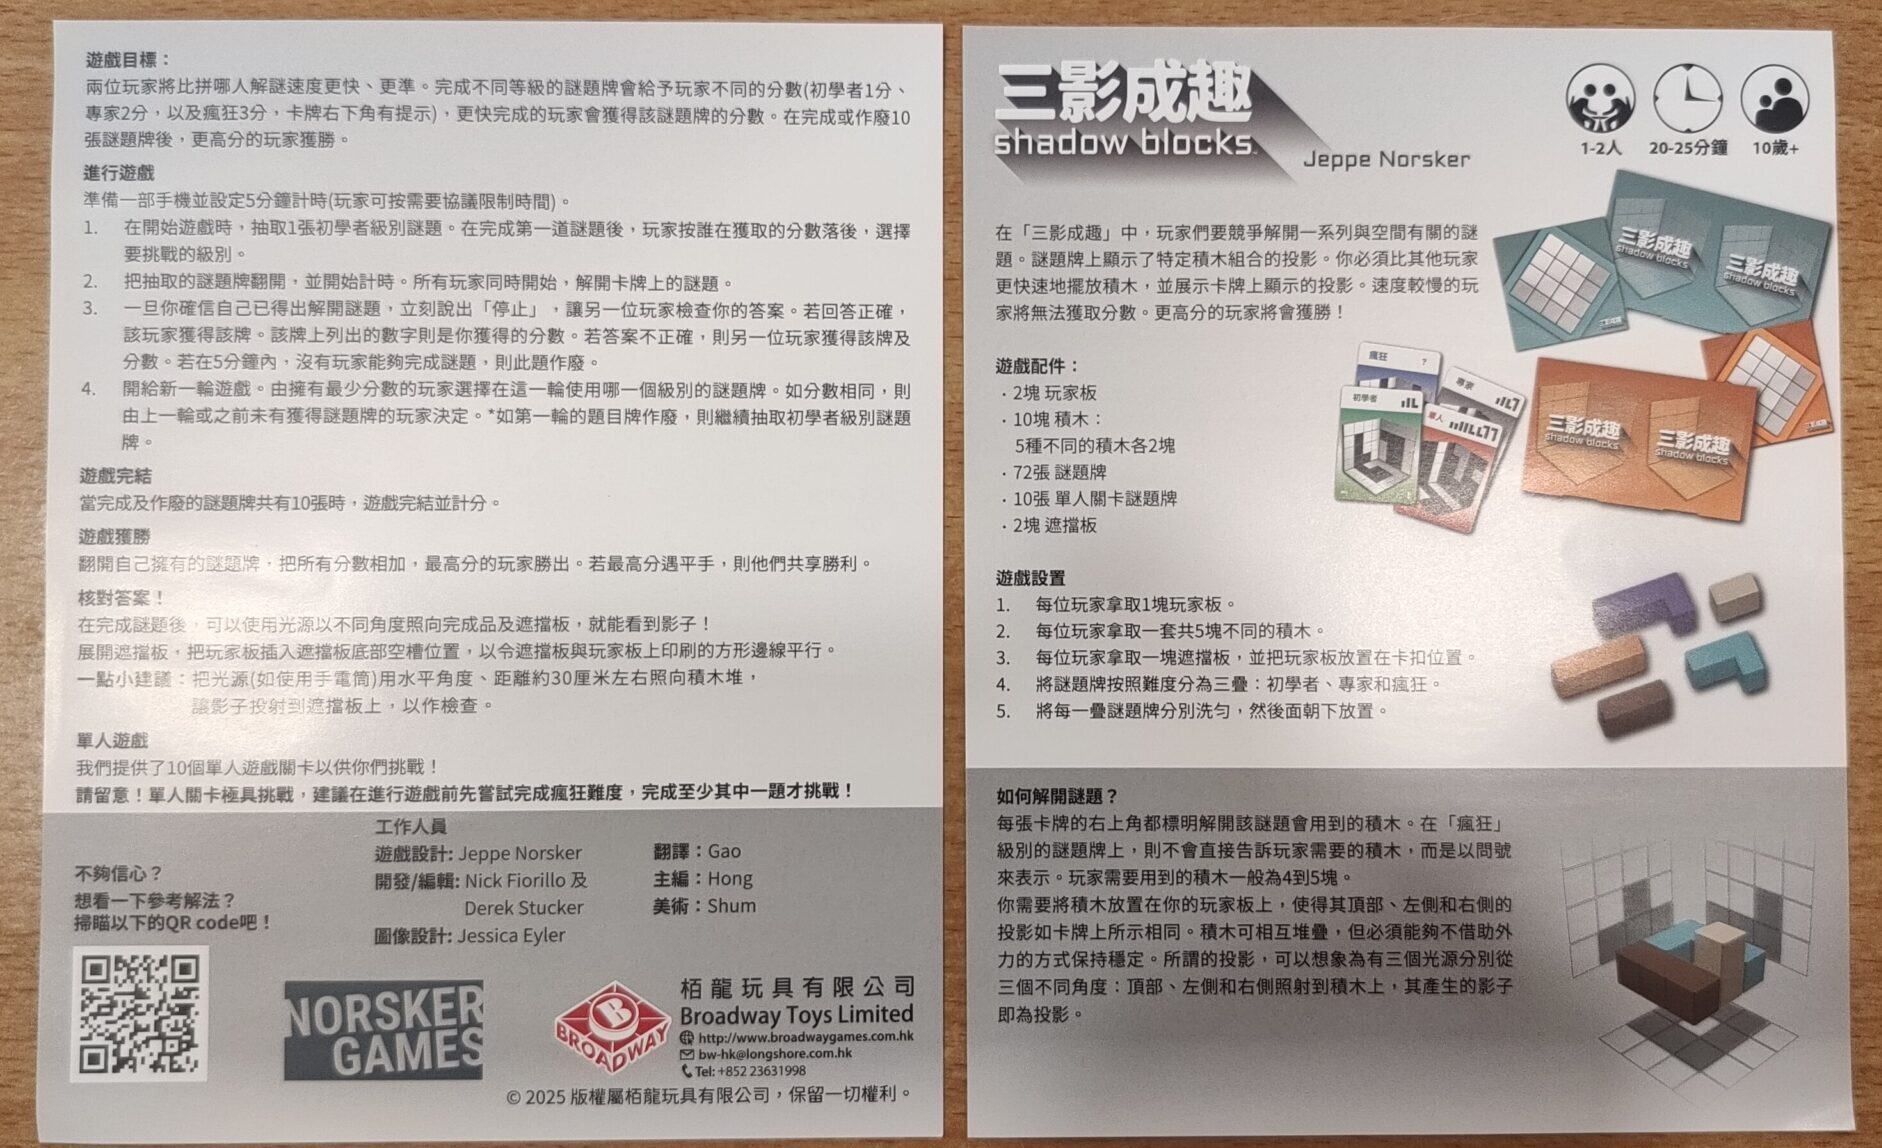 遊戲目標：
兩位玩家將比拼哪人解謎速度更快、更準。完成不同等級的謎題牌會給予玩家不同的分數(初學者1分、
專家2分，以及瘋狂3分，卡牌右下角有提示)，更快完成的玩家會獲得該謎題牌的分數。在完成或作廢10
張謎題牌後，更高分的玩家獲勝。
進行遊戲
準備一部手機並設定5分鐘計時(玩家可按需要協議限制時間)。
1. 在開始遊戲時，抽取1張初學者級別謎題。在完成第一道謎題後，玩家按誰在獲取的分數落後，選擇
要挑戰的級別。
2. 把抽取的謎題牌翻開，並開始計時。所有玩家同時開始，解開卡牌上的謎題。
3. 一旦你確信自己已得出解開謎題，立刻說出「停止」，讓另一位玩家檢查你的答案。若回答正確，
該玩家獲得該牌。該牌上列出的數字則是你獲得的分數。若答案不正確，則另一位玩家獲得該牌及
分數。若在5分鐘內，沒有玩家能夠完成謎題，則此題作廢。
4. 開給新一輪遊戲。由擁有最少分數的玩家選擇在這一輪使用哪一個級別的謎題牌。如分數相同，則
由上一輪或之前未有獲得謎題牌的玩家決定。*如第一輪的題目牌作廢，則繼續抽取初學者級別謎題
牌。
遊戲完結
當完成及作廢的謎題牌共有10張時，遊戲完結並計分。
遊戲獲勝
翻開自己擁有的謎題牌，把所有分數相加，最高分的玩家勝出。若最高分遇平手，則他們共享勝利。
核對答案！
在完成謎題後，可以使用光源以不同角度照向完成品及遮擋板，就能看到影子！
展開遮擋板，把玩家板插入遮擋板底部空槽位置，以令遮擋板與玩家板上印刷的方形邊線平行。
一點小建議：把光源(如使用手電筒)用水平角度、距離約30厘米左右照向積木堆，
讓影子投射到遮擋板上，以作檢查。
單人遊戲
我們提供了10個單人遊戲關卡以供你們挑戰！
請留意！單人關卡極具挑戰，建議在進行遊戲前先嘗試完成瘋狂難度，完成至少其中一題才挑戰！
不夠信心？
想看一下參考解法？
掃瞄以下的QR code吧！
工作人員
遊戲設計: Jeppe Norsker
開發/編輯: Nick Fiorillo 及
Derek Stucker
圖像設計: Jessica Eyler
翻譯：Gao
主編：Hong
美術：Shum
NORSKER
GAMES
B
BROADWAY
栢龍玩具有限公司
Broadway Toys Limited
http://www.broadwaygames.com.hk
bw-hk@longshore.com.hk
Tel: +852 23631998
© 2025 版權屬栢龍玩具有限公司，保留一切權利。
三影成趣
shadow blocks
Jeppe Norsker
1-2人
20-25分鐘
10歲+
在「三影成趣」中，玩家們要競爭解開一系列與空間有關的謎
題。謎題牌上顯示了特定積木組合的投影。你必須比其他玩家
更快速地擺放積木，並展示卡牌上顯示的投影。速度較慢的玩
家將無法獲取分數。更高分的玩家將會獲勝！
三影成趣
shadow blocks
三影成趣
shadow blocks
三影成趣
遊戲配件：
· 2塊 玩家板
· 10塊 積木：
5種不同的積木各2塊
· 72張 謎題牌
· 10張 單人關卡謎題牌
· 2塊 遮擋板
瘋狂
?
專家
初學者
單人
三影成趣
shadow blocks
三影成趣
shadow blocks
三影成趣
遊戲設置
1. 每位玩家拿取1塊玩家板。
2. 每位玩家拿取一套共5塊不同的積木。
3. 每位玩家拿取一塊遮擋板，並把玩家板放置在卡扣位置。
4. 將謎題牌按照難度分為三疊：初學者、專家和瘋狂。
5. 將每一疊謎題牌分別洗勻，然後面朝下放置。
如何解開謎題？
每張卡牌的右上角都標明解開該謎題會用到的積木。在「瘋狂」
級別的謎題牌上，則不會直接告訴玩家需要的積木，而是以問號
來表示。玩家需要用到的積木一般為4到5塊。
你需要將積木放置在你的玩家板上，使得其頂部、左側和右側的
投影如卡牌上所示相同。積木可相互堆疊，但必須能夠不借助外
力的方式保持穩定。所謂的投影，可以想象為有三個光源分別從
三個不同角度：頂部、左側和右側照射到積木上，其產生的影子
即為投影。